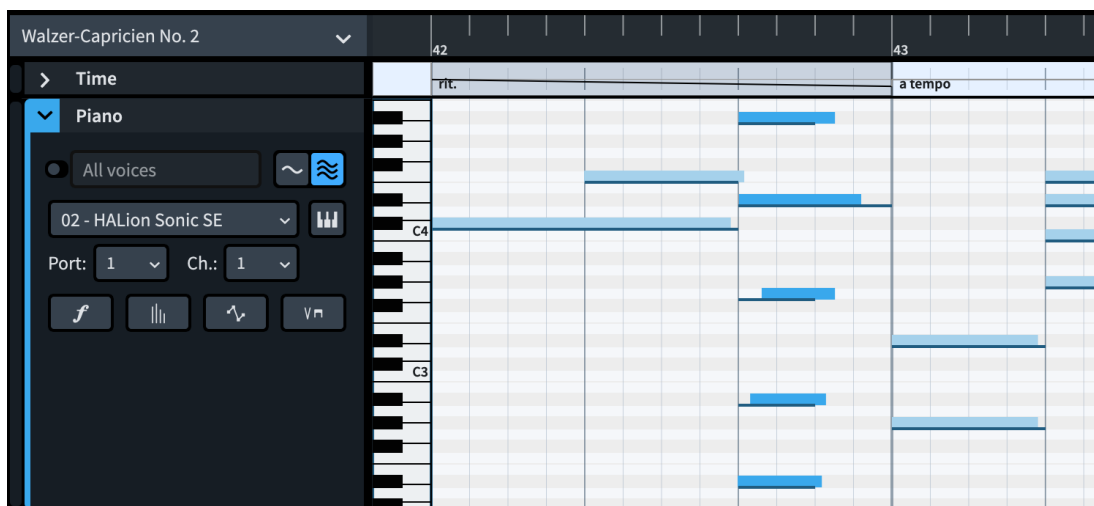 Walzer-Capricien No. 2
42
43
Time
rit.
a tempo
Piano
All voices
02 - HALion Sonic SE
C4
Port: 1 Ch.: 1
f
C3